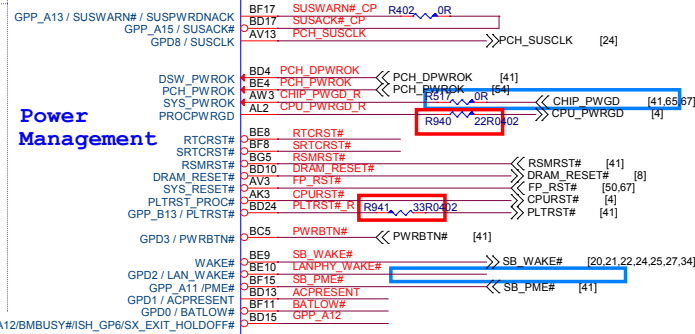 GPP_A13 / SUSWARN# / SUSPWRDNACK BF17 SUSWARN#_CP R402 0R
GPP_A15 / SUSACK# BD17 SUSACK#_CP
GPD8 / SUSCLK AV13 PCH_SUSCLK PCH_SUSCLK [24]
DSW_PWROK BD4 PCH_DPWROK PCH_DPWROK [41]
PCH_PWROK BE4 PCH_PWROK PCH_PWROK [54]
SYS_PWROK AW3 CHIP_PWGD_R R517 0R CHIP_PWGD [41,65,67]
PROCPWRGD AL2 CPU_PWRGD_R R940 22R0402 CPU_PWRGD [4]
Power
Management
RTCRST# BE8 RTCRST#
SRTCRST# BF8 SRTCRST#
RSMRST# BG5 RSMRST# RSMRST# [41]
DRAM_RESET# BD10 DRAM_RESET# DRAM_RESET# [8]
SYS_RESET# AV3 FP_RST# FP_RST# [50,67]
PLTRST_PROC# AK3 CPURST# CPURST# [4]
GPP_B13 / PLTRST# BD24 PLTRST#_R R941 33R0402 PLTRST# [41]
GPD3 / PWRBTN# BC5 PWRBTN# PWRBTN# [41]
WAKE# BE9 SB_WAKE# SB_WAKE# [20,21,22,24,25,27,34]
GPD2 / LAN_WAKE# BE10 LANPHY_WAKE#
GPP_A11 /PME# BF15 SB_PME# SB_PME# [41]
GPD1 / ACPRESENT BD13 ACPRESENT
GPD0 / BATLOW# BF11 BATLOW#
A12/BMBUSY#/ISH_GP6/SX_EXIT_HOLDOFF# BD15 GPP_A12